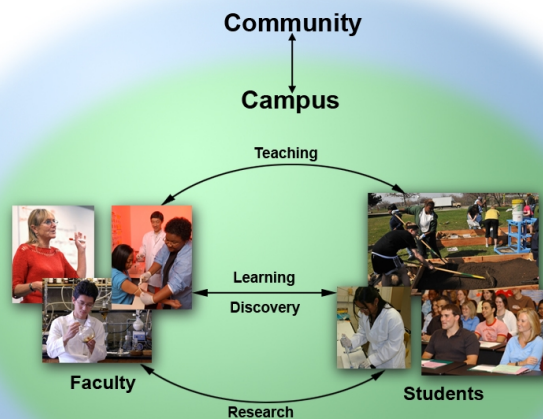 Community
Campus
Teaching
Learning
Discovery
Faculty
Students
Research